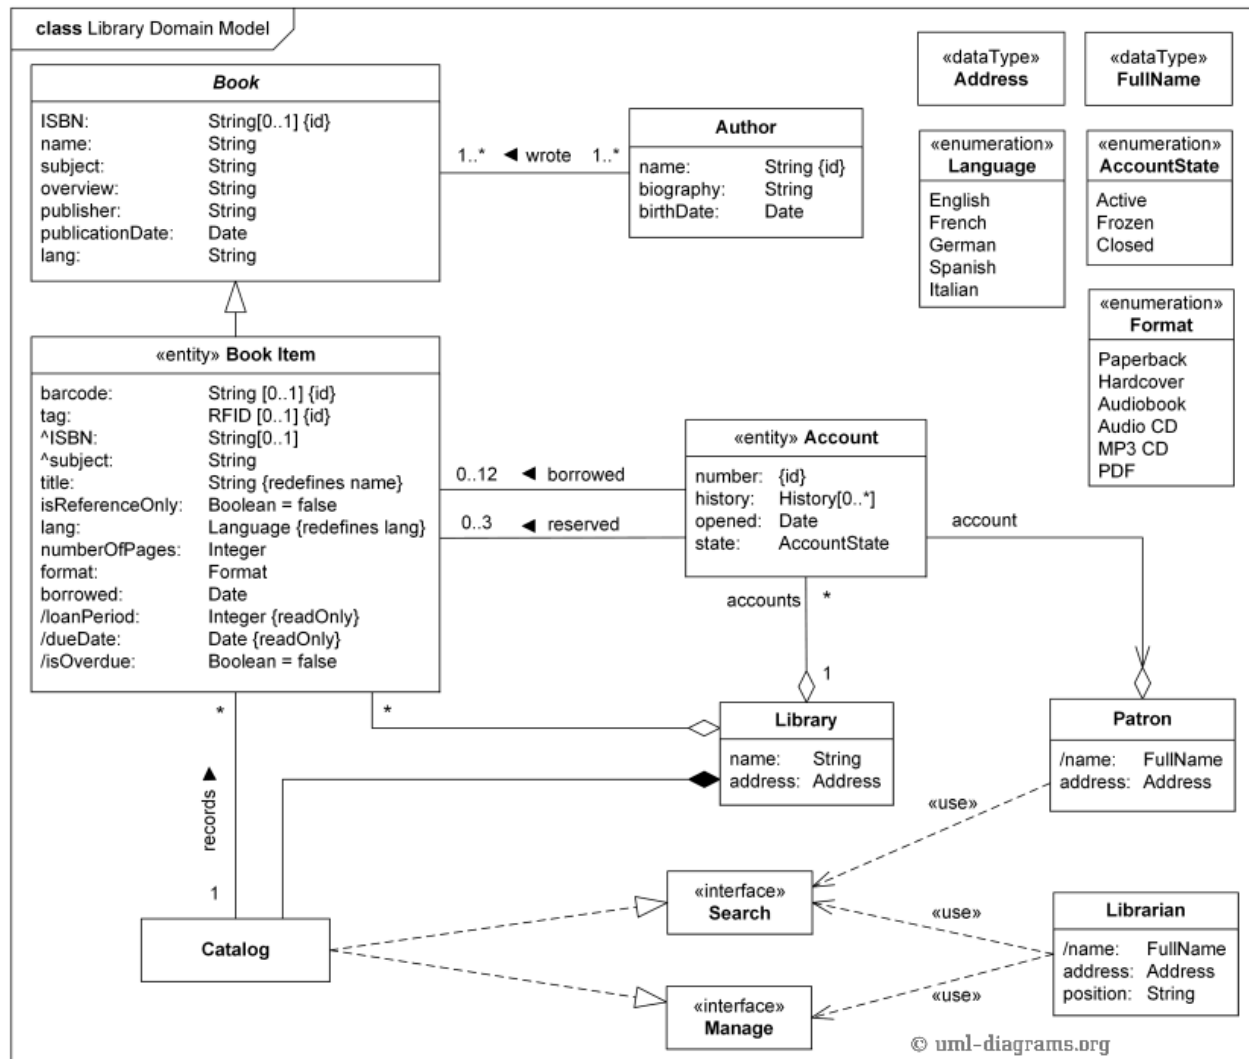 class Library Domain Model
Book
ISBN: String[0..1] {id}
name: String
subject: String
overview: String
publisher: String
publicationDate: Date
lang: String
1..* ◄ wrote 1..*
Author
name: String {id}
biography: String
birthDate: Date
«dataType»
Address
«dataType»
FullName
«enumeration»
Language
English
French
German
Spanish
Italian
«enumeration»
AccountState
Active
Frozen
Closed
«enumeration»
Format
Paperback
Hardcover
Audiobook
Audio CD
MP3 CD
PDF
«entity» Book Item
barcode: String [0..1] {id}
tag: RFID [0..1] {id}
^ISBN: String[0..1]
^subject: String
title: String {redefines name}
isReferenceOnly: Boolean = false
lang: Language {redefines lang}
numberOfPages: Integer
format: Format
borrowed: Date
/loanPeriod: Integer {readOnly}
/dueDate: Date {readOnly}
/isOverdue: Boolean = false
0..12 ◄ borrowed
0..3 ◄ reserved
«entity» Account
number: {id}
history: History[0..*]
opened: Date
state: AccountState
account
accounts *
1
* *
Library
name: String
address: Address
Patron
/name: FullName
address: Address
records ►
1
«use»
Catalog
«interface»
Search
«use»
Librarian
/name: FullName
address: Address
position: String
«use»
«interface»
Manage
© uml-diagrams.org